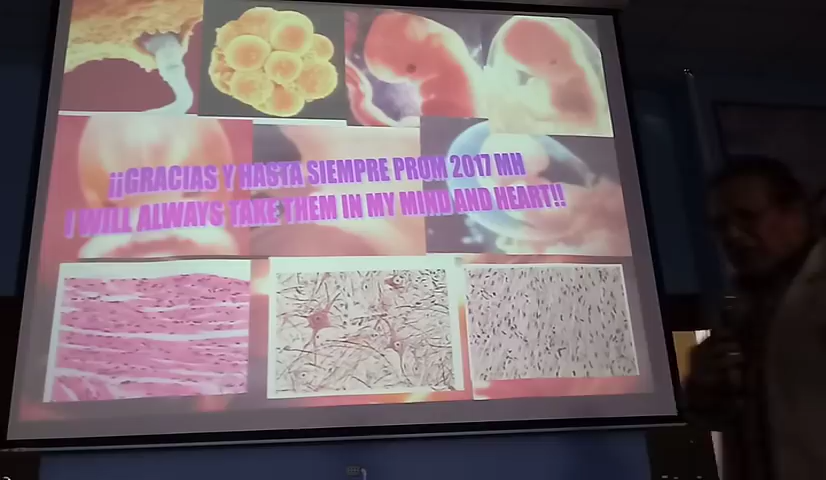 ¡¡GRACIAS Y HASTA SIEMPRE PROM 2017 MH
I WILL ALWAYS TAKE THEM IN MY MIND AND HEART!!